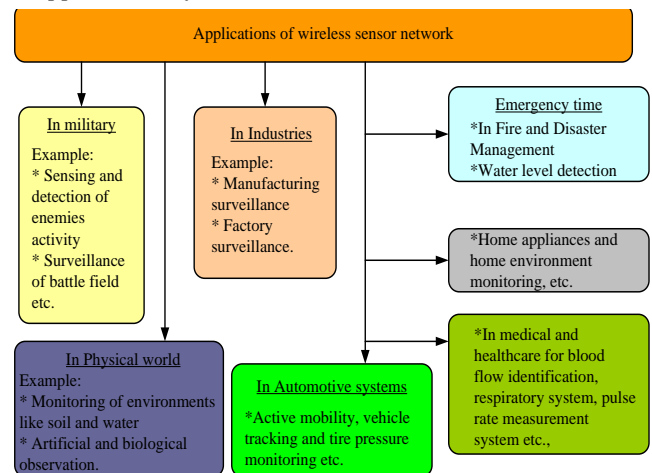 Applications of wireless sensor network
In military
Example:
* Sensing and
detection of
enemies
activity
* Surveillance
of battle field
etc.
In Industries
Example:
* Manufacturing
surveillance
* Factory
surveillance.
Emergency time
*In Fire and Disaster
Management
*Water level detection
*Home appliances and
home environment
monitoring, etc.
*In medical and
healthcare for blood
flow identification,
respiratory system, pulse
rate measurement
system etc.,
In Physical world
Example:
* Monitoring of environments
like soil and water
* Artificial and biological
observation.
In Automotive systems
*Active mobility, vehicle
tracking and tire pressure
monitoring etc.